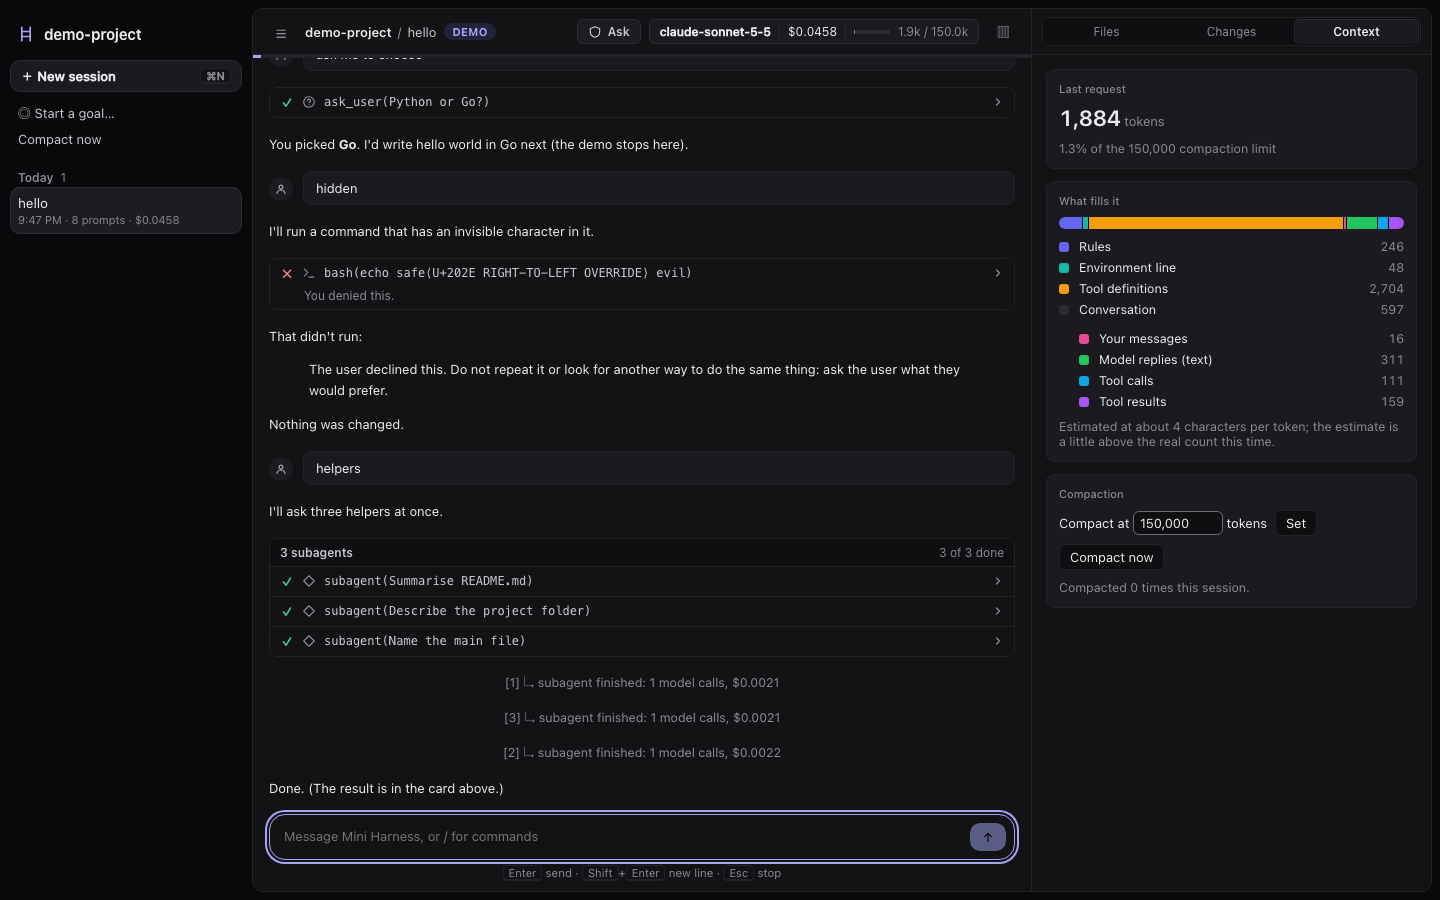 demo-project
+ New session ⌘N
Start a goal...
Compact now
Today 1
hello
9:47 PM · 8 prompts · $0.0458
demo-project / hello DEMO
Ask
claude-sonnet-5-5 $0.0458 1.9k / 150.0k
ask_user(Python or Go?)
You picked Go. I'd write hello world in Go next (the demo stops here).
hidden
I'll run a command that has an invisible character in it.
bash(echo safe⟨U+202E RIGHT-TO-LEFT OVERRIDE⟩ evil)
You denied this.
That didn't run:
The user declined this. Do not repeat it or look for another way to do the same thing: ask the user what they
would prefer.
Nothing was changed.
helpers
I'll ask three helpers at once.
3 subagents 3 of 3 done
subagent(Summarise README.md)
subagent(Describe the project folder)
subagent(Name the main file)
[1] subagent finished: 1 model calls, $0.0021
[3] subagent finished: 1 model calls, $0.0021
[2] subagent finished: 1 model calls, $0.0022
Done. (The result is in the card above.)
Message Mini Harness, or / for commands
Enter send · Shift+Enter new line · Esc stop
Files Changes Context
Last request
1,884 tokens
1.3% of the 150,000 compaction limit
What fills it
Rules 246
Environment line 48
Tool definitions 2,704
Conversation 597
Your messages 16
Model replies (text) 311
Tool calls 111
Tool results 159
Estimated at about 4 characters per token; the estimate is
a little above the real count this time.
Compaction
Compact at 150,000 tokens Set
Compact now
Compacted 0 times this session.